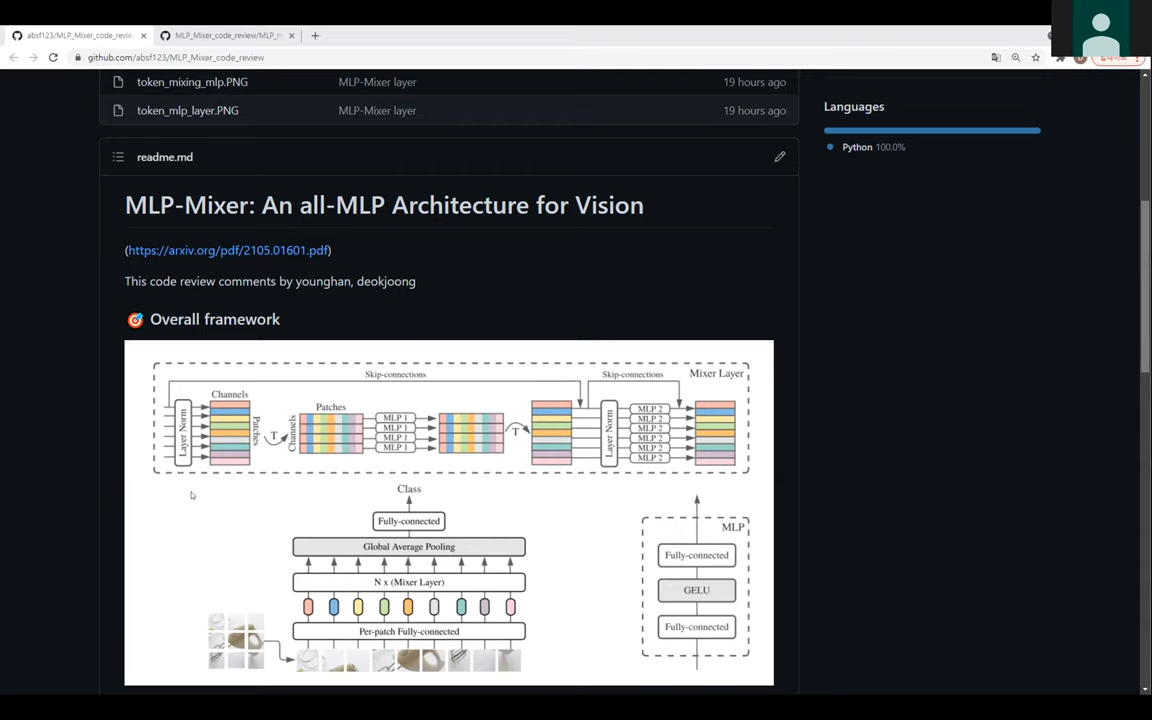 absf123/MLP_Mixer_code_review:
MLP_Mixer_code_review/MLP_m
github.com/absf123/MLP_Mixer_code_review
token_mixing_mlp.PNG MLP-Mixer layer 19 hours ago
token_mlp_layer.PNG MLP-Mixer layer 19 hours ago
Languages
Python 100.0%
readme.md
MLP-Mixer: An all-MLP Architecture for Vision
(https://arxiv.org/pdf/2105.01601.pdf)
This code review comments by younghan, deokjoong
🎯 Overall framework
Skip-connections Skip-connections Mixer Layer
Channels
Patches
Layer Norm
Patches
T
Channels
MLP 1
MLP 1
MLP 1
MLP 1
T
Layer Norm
MLP 2
MLP 2
MLP 2
MLP 2
MLP 2
MLP 2
Class
Fully-connected
Global Average Pooling
N x (Mixer Layer)
Per-patch Fully-connected
MLP
Fully-connected
GELU
Fully-connected